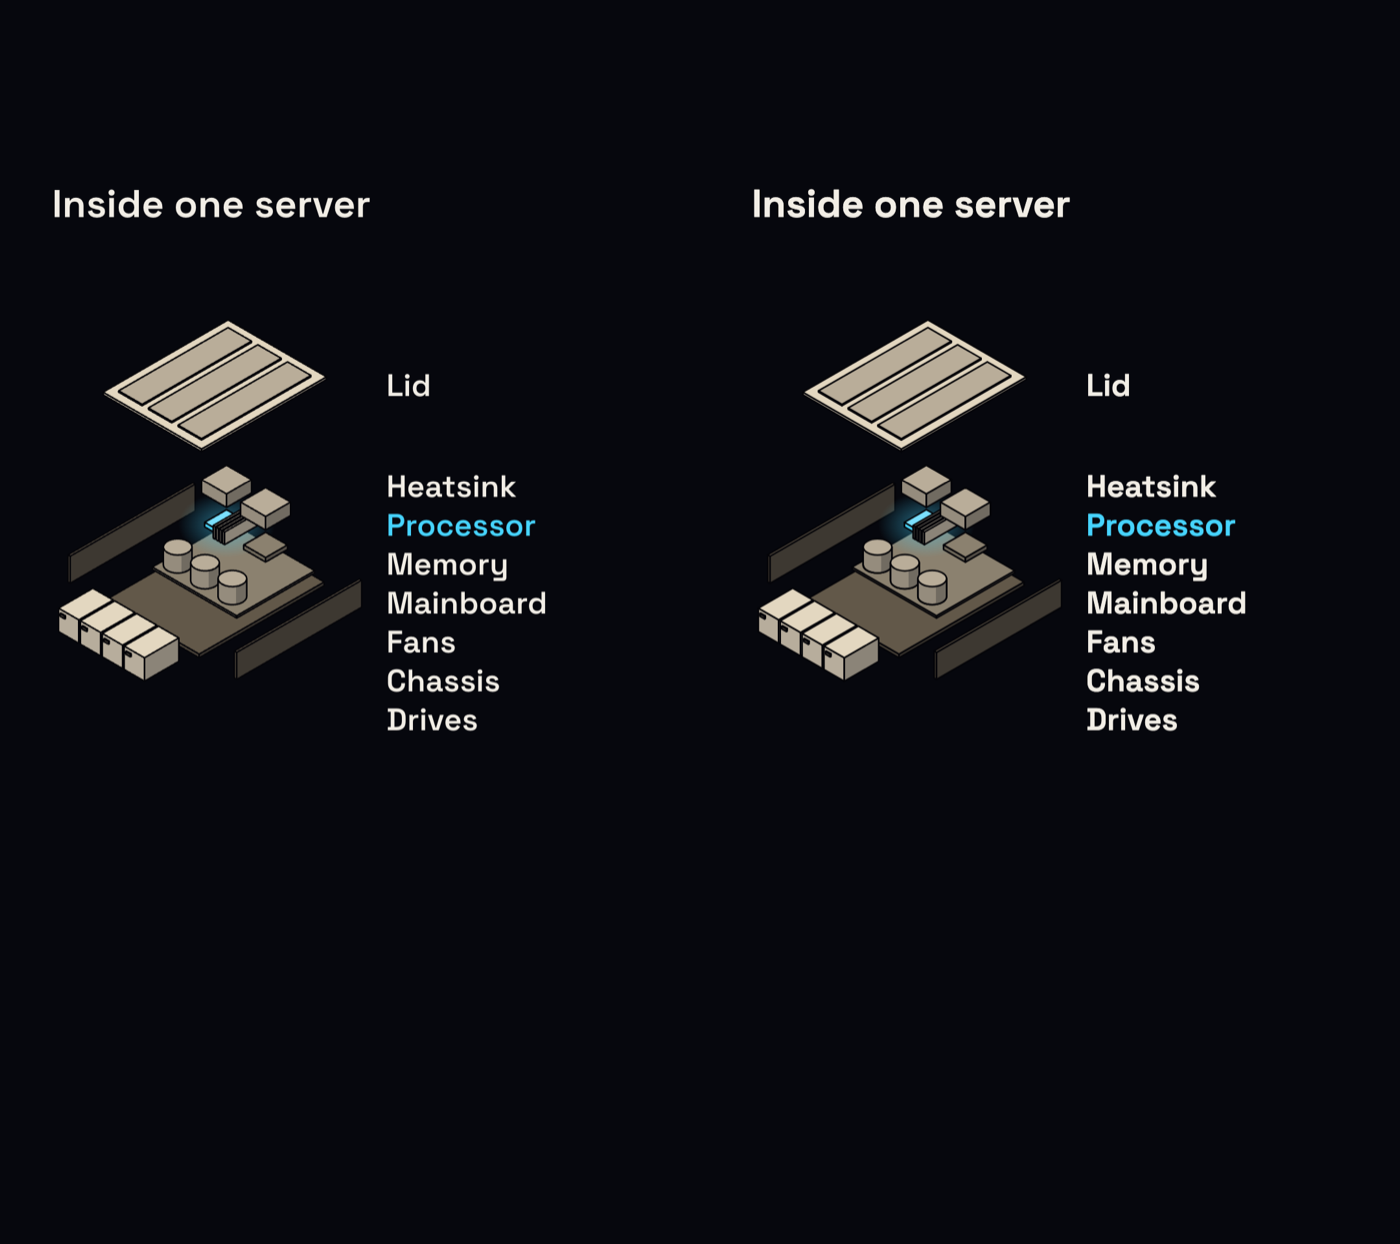 Inside one server
Lid
Heatsink
Processor
Memory
Mainboard
Fans
Chassis
Drives
Inside one server
Lid
Heatsink
Processor
Memory
Mainboard
Fans
Chassis
Drives